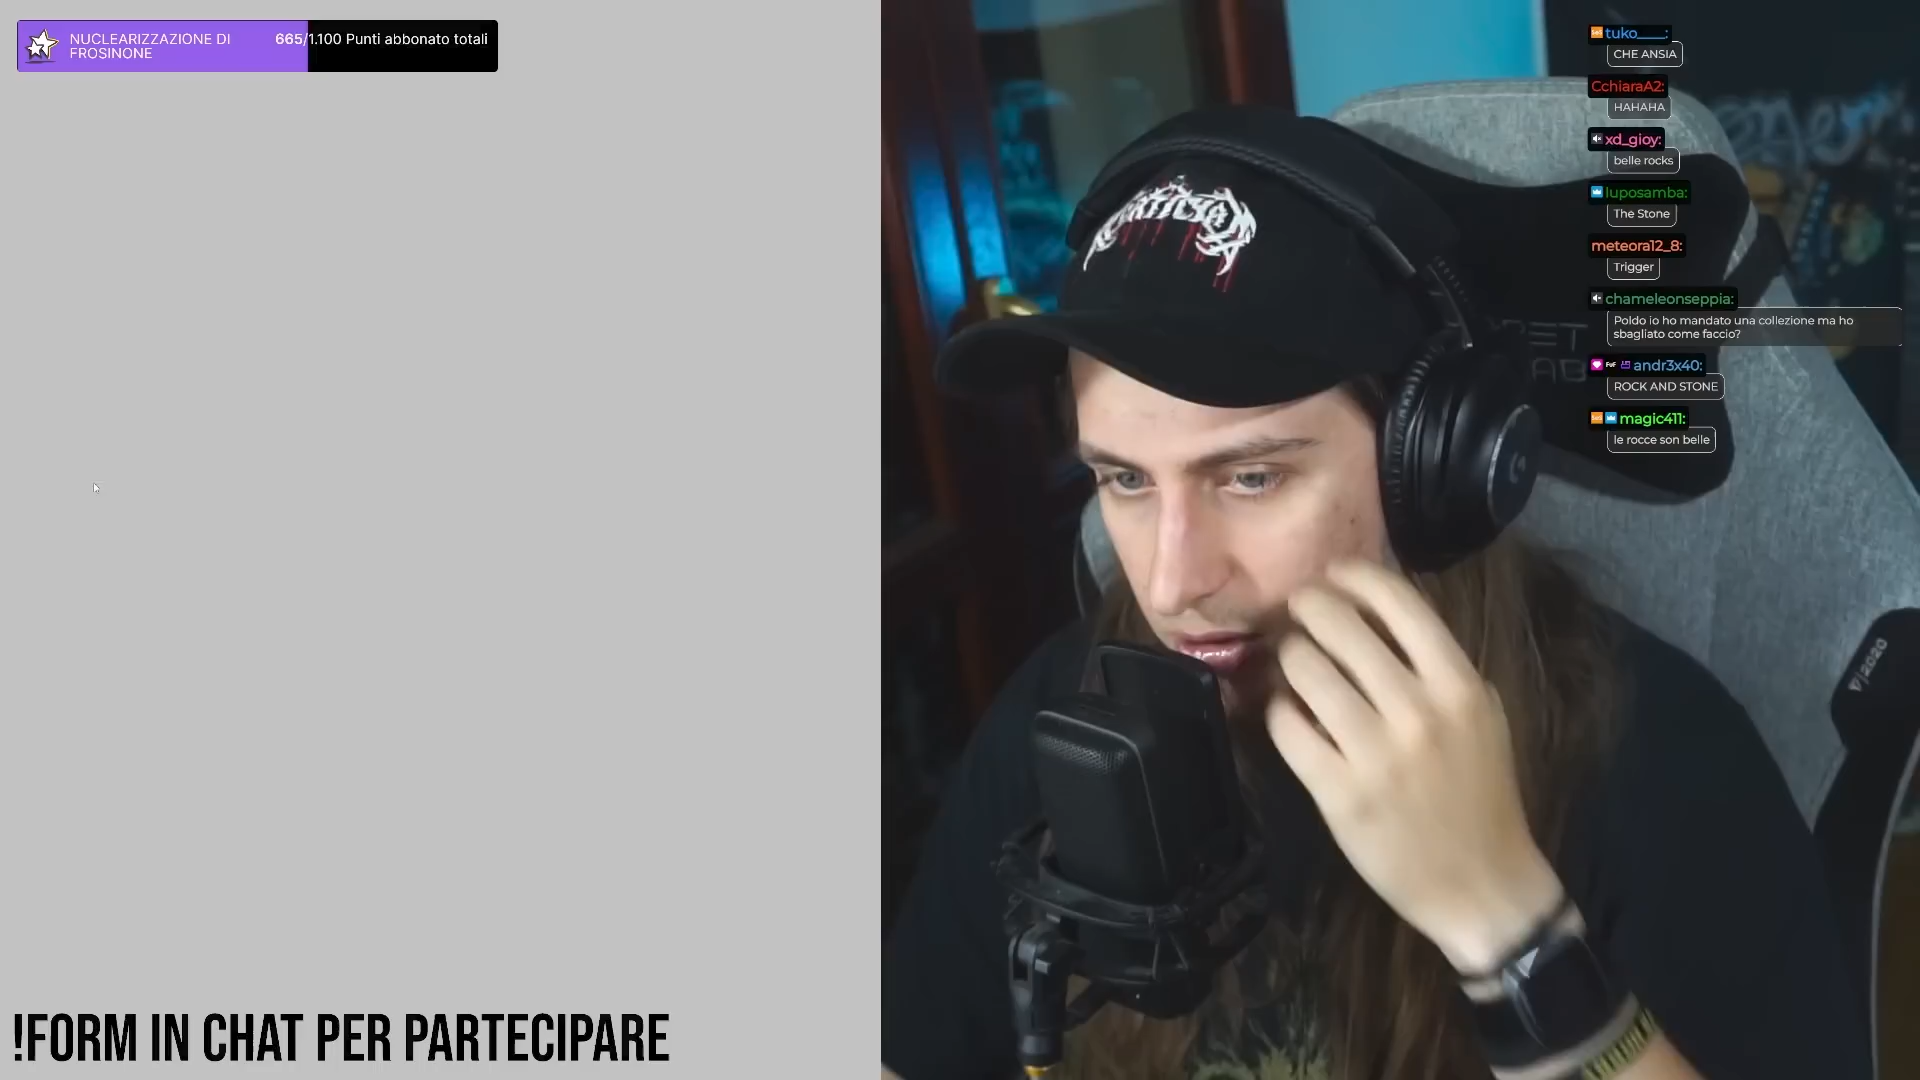 NUCLEARIZZAZIONE DI
FROSINONE
665/1.100 Punti abbonato totali
tuko____:
CHE ANSIA
CchiaraA2:
HAHAHA
xd_gioy:
belle rocks
luposamba:
The Stone
meteora12_8:
Trigger
chameleonseppia:
Poldo io ho mandato una collezione ma ho
sbagliato come faccio?
andr3x40:
ROCK AND STONE
magic411:
le rocce son belle
V/2020
!FORM IN CHAT PER PARTECIPARE